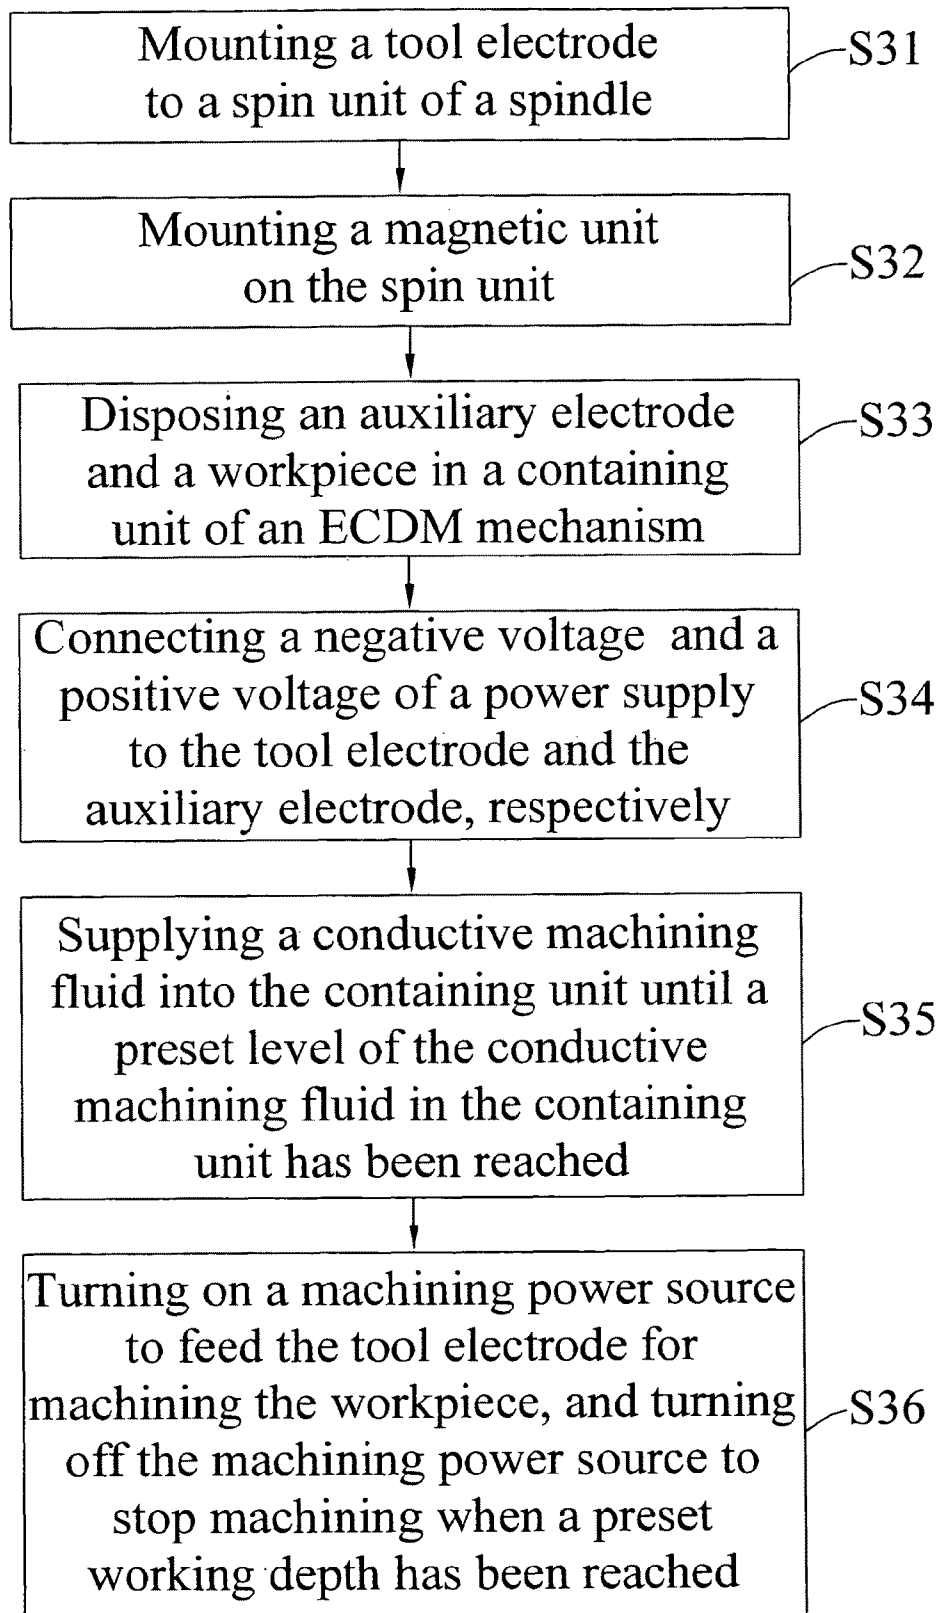 Mounting a tool electrode
to a spin unit of a spindle
S31
Mounting a magnetic unit
on the spin unit
S32
Disposing an auxiliary electrode
and a workpiece in a containing
unit of an ECDM mechanism
S33
Connecting a negative voltage and a
positive voltage of a power supply
to the tool electrode and the
auxiliary electrode, respectively
S34
Supplying a conductive machining
fluid into the containing unit until a
preset level of the conductive
machining fluid in the containing
unit has been reached
S35
Turning on a machining power source
to feed the tool electrode for
machining the workpiece, and turning
off the machining power source to
stop machining when a preset
working depth has been reached
S36